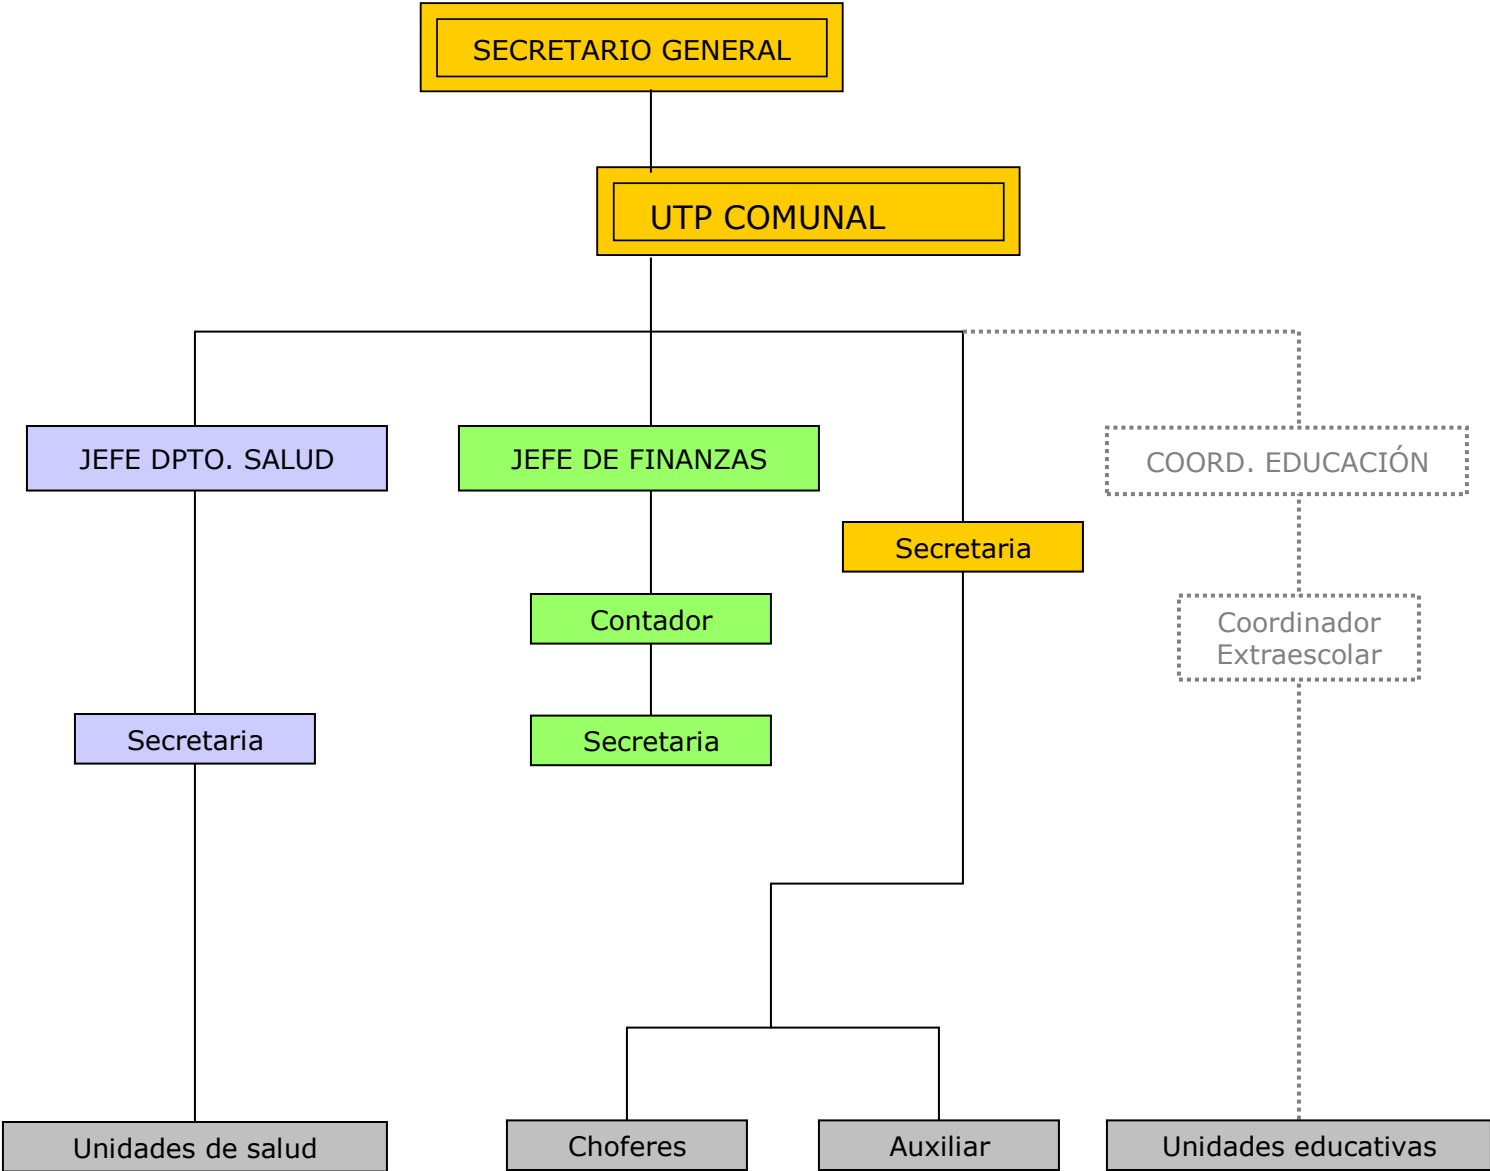 SECRETARIO GENERAL
UTP COMUNAL
JEFE DPTO. SALUD
JEFE DE FINANZAS
COORD. EDUCACIÓN
Secretaria
Contador
Coordinador
Extraescolar
Secretaria
Secretaria
Unidades de salud
Choferes
Auxiliar
Unidades educativas